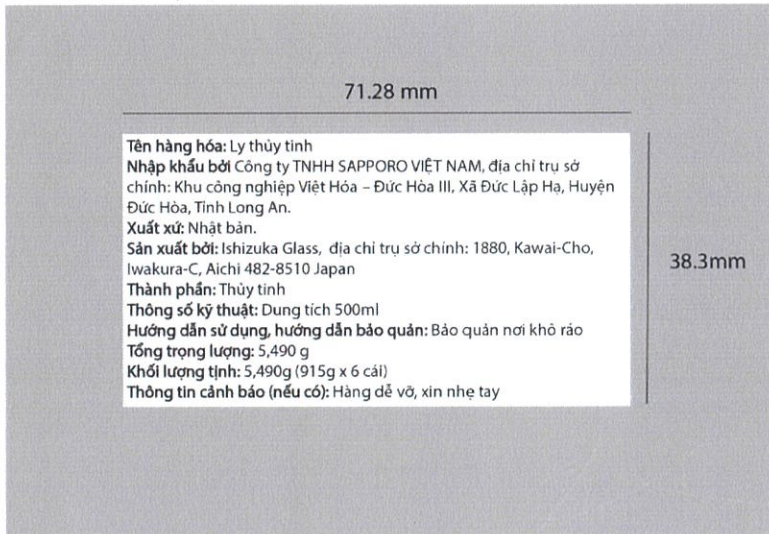 71.28 mm
Tên hàng hóa: Ly thủy tinh
Nhập khẩu bởi Công ty TNHH SAPPORO VIỆT NAM, địa chỉ trụ sở
chính: Khu công nghiệp Việt Hóa – Đức Hòa III, Xã Đức Lập Hạ, Huyện
Đức Hòa, Tỉnh Long An.
Xuất xứ: Nhật bản.
Sản xuất bởi: Ishizuka Glass, địa chỉ trụ sở chính: 1880, Kawai-Cho,
Iwakura-C, Aichi 482-8510 Japan
Thành phần: Thủy tinh
Thông số kỹ thuật: Dung tích 500ml
Hướng dẫn sử dụng, hướng dẫn bảo quản: Bảo quản nơi khô ráo
Tổng trọng lượng: 5,490 g
Khối lượng tịnh: 5,490g (915g x 6 cái)
Thông tin cảnh báo (nếu có): Hàng dễ vỡ, xin nhẹ tay
38.3mm